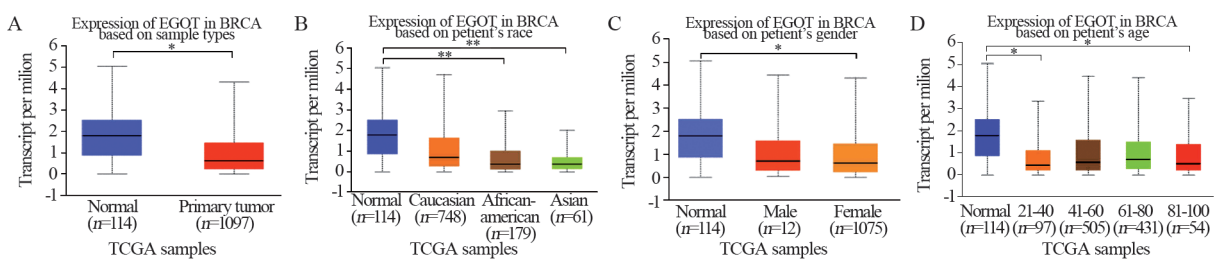 A
Expression of EGOT in BRCA
based on sample types
Transcript per milion
6
5
4
3
2
1
0
-1
*
Normal
(n=114)
Primary tumor
(n=1097)
TCGA samples
B
Expression of EGOT in BRCA
based on petient's race
Transcript per milion
6
5
4
3
2
1
0
-1
**
**
Normal
(n=114)
Caucasian
(n=748)
African-
american
(n=179)
Asian
(n=61)
TCGA samples
C
Expression of EGOT in BRCA
based on petient's gender
Transcript per milion
6
5
4
3
2
1
0
-1
*
Normal
(n=114)
Male
(n=12)
Female
(n=1075)
TCGA samples
D
Expression of EGOT in BRCA
based on petient's age
Transcript per milion
6
5
4
3
2
1
0
-1
*
*
Normal
(n=114)
21-40
(n=97)
41-60
(n=505)
61-80
(n=431)
81-100
(n=54)
TCGA samples